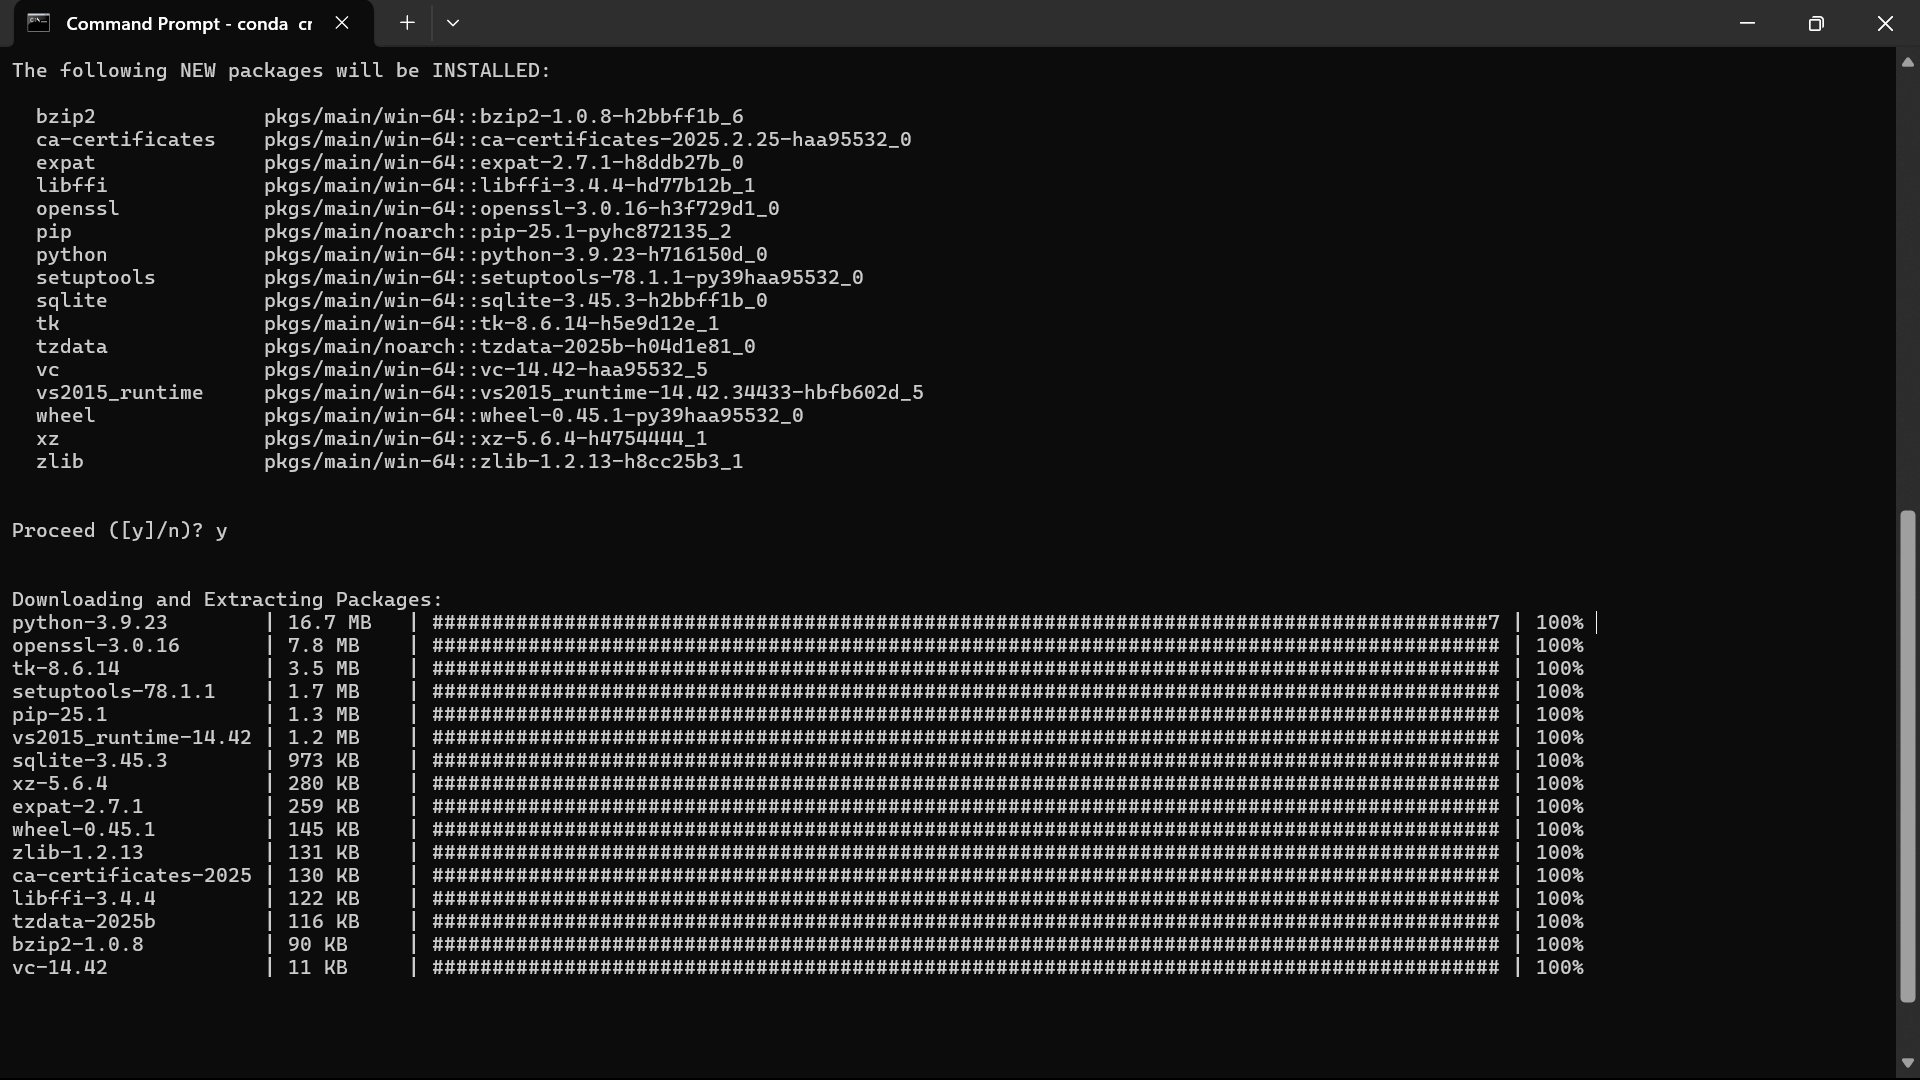 Command Prompt - conda cr
The following NEW packages will be INSTALLED:
bzip2 pkgs/main/win-64::bzip2-1.0.8-h2bbff1b_6
ca-certificates pkgs/main/win-64::ca-certificates-2025.2.25-haa95532_0
expat pkgs/main/win-64::expat-2.7.1-h8ddb27b_0
libffi pkgs/main/win-64::libffi-3.4.4-hd77b12b_1
openssl pkgs/main/win-64::openssl-3.0.16-h3f729d1_0
pip pkgs/main/noarch::pip-25.1-pyhc872135_2
python pkgs/main/win-64::python-3.9.23-h716150d_0
setuptools pkgs/main/win-64::setuptools-78.1.1-py39haa95532_0
sqlite pkgs/main/win-64::sqlite-3.45.3-h2bbff1b_0
tk pkgs/main/win-64::tk-8.6.14-h5e9d12e_1
tzdata pkgs/main/noarch::tzdata-2025b-h04d1e81_0
vc pkgs/main/win-64::vc-14.42-haa95532_5
vs2015_runtime pkgs/main/win-64::vs2015_runtime-14.42.34433-hbfb602d_5
wheel pkgs/main/win-64::wheel-0.45.1-py39haa95532_0
xz pkgs/main/win-64::xz-5.6.4-h4754444_1
zlib pkgs/main/win-64::zlib-1.2.13-h8cc25b3_1
Proceed ([y]/n)? y
Downloading and Extracting Packages:
python-3.9.23 | 16.7 MB | ########################################################################################7 | 100%
openssl-3.0.16 | 7.8 MB | ######################################################################################### | 100%
tk-8.6.14 | 3.5 MB | ######################################################################################### | 100%
setuptools-78.1.1 | 1.7 MB | ######################################################################################### | 100%
pip-25.1 | 1.3 MB | ######################################################################################### | 100%
vs2015_runtime-14.42 | 1.2 MB | ######################################################################################### | 100%
sqlite-3.45.3 | 973 KB | ######################################################################################### | 100%
xz-5.6.4 | 280 KB | ######################################################################################### | 100%
expat-2.7.1 | 259 KB | ######################################################################################### | 100%
wheel-0.45.1 | 145 KB | ######################################################################################### | 100%
zlib-1.2.13 | 131 KB | ######################################################################################### | 100%
ca-certificates-2025 | 130 KB | ######################################################################################### | 100%
libffi-3.4.4 | 122 KB | ######################################################################################### | 100%
tzdata-2025b | 116 KB | ######################################################################################### | 100%
bzip2-1.0.8 | 90 KB | ######################################################################################### | 100%
vc-14.42 | 11 KB | ######################################################################################### | 100%